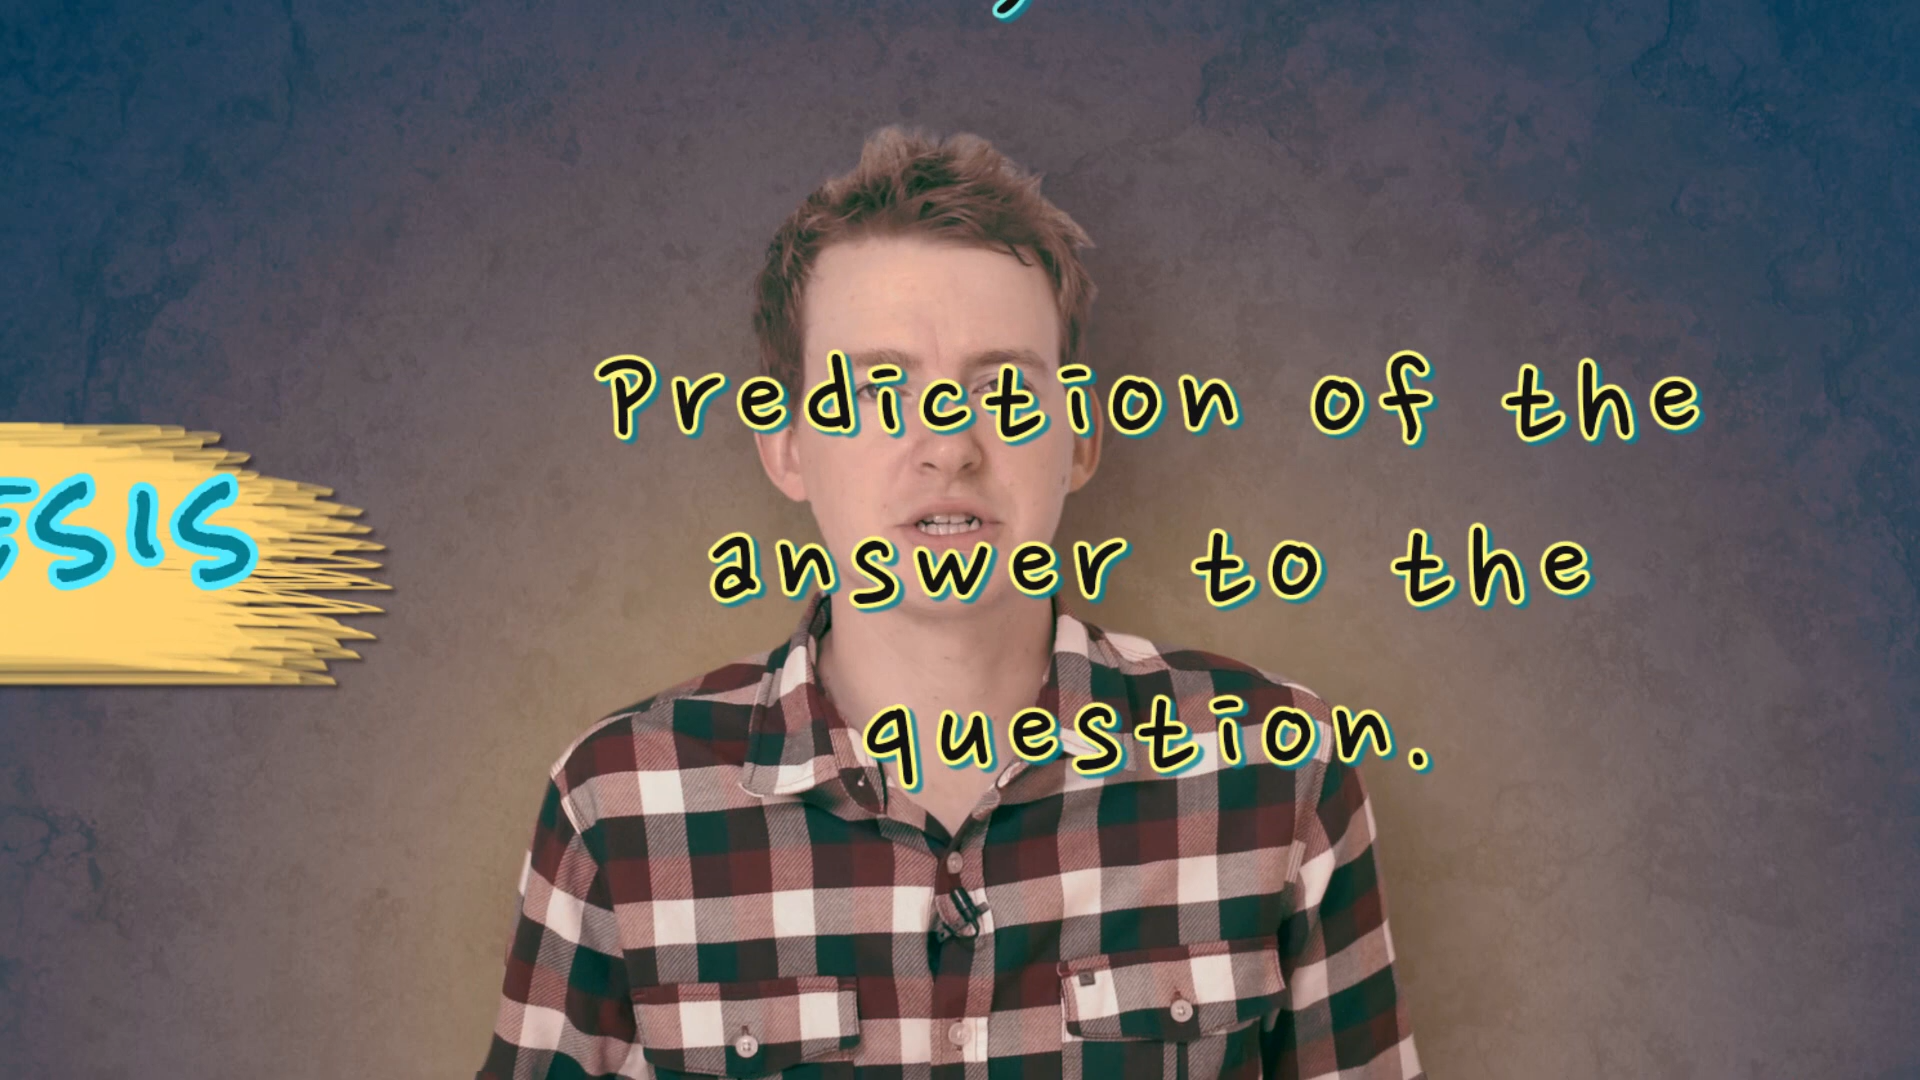 ESIS
Prediction of the
answer to the
question.